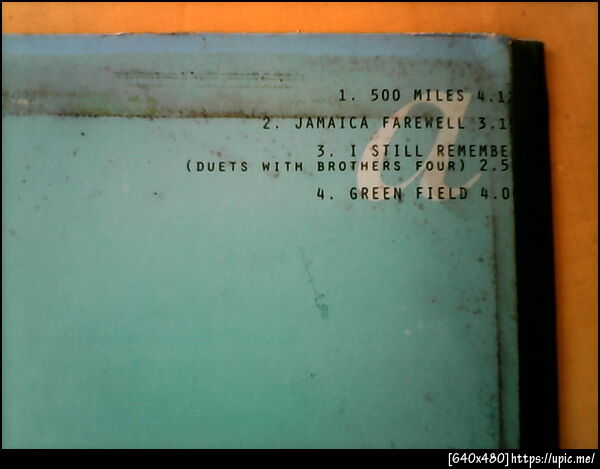 1. 500 MILES 4.1
2. JAMAICA FAREWELL 3.1
3. I STILL REMEMBE
(DUETS WITH BROTHERS FOUR) 2.5
4. GREEN FIELD 4.0
a
[640x480]https://upic.me/